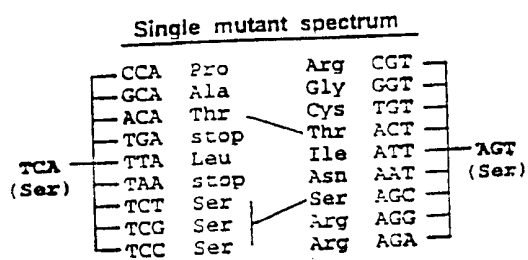 Single mutant spectrum
CCA Pro Arg CGT
GCA Ala Gly GGT
ACA Thr Cys TGT
TGA stop Thr ACT
TCA TTA Leu Ile ATT AGT
(Ser) TAA stop Asn AAT (Ser)
TCT Ser Ser AGC
TCG Ser Arg AGG
TCC Ser Arg AGA